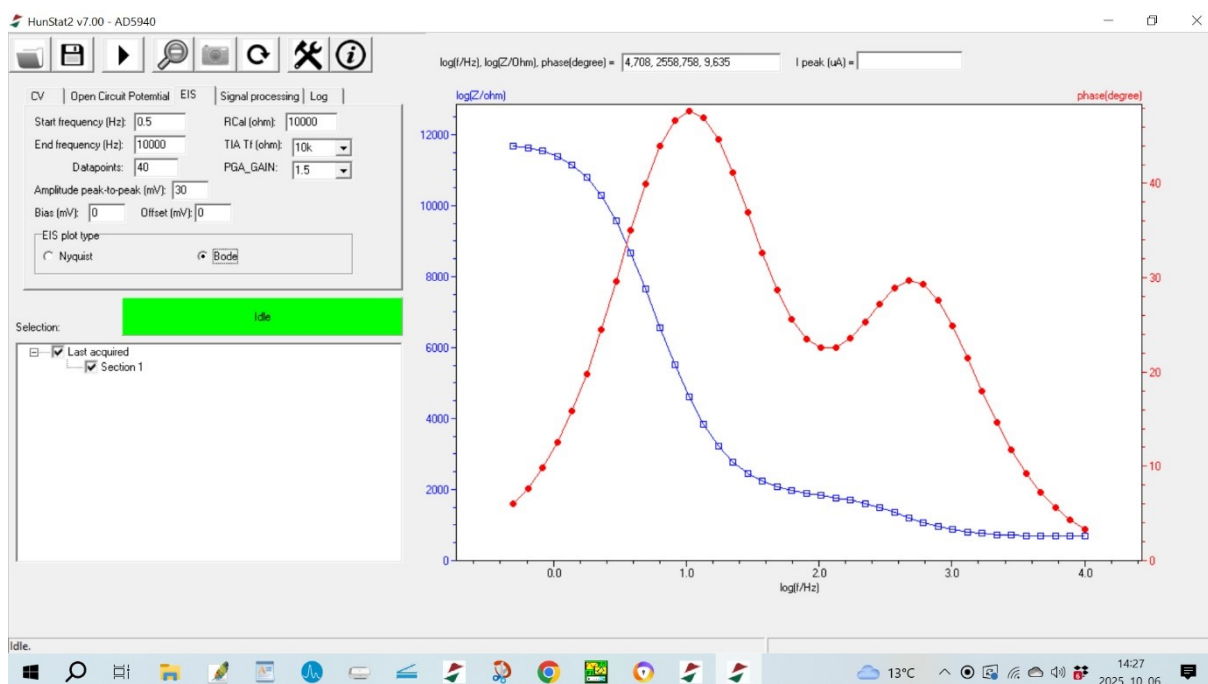 HunStat2 v7.00 - AD5940
CV
Open Circuit Potemtial
EIS
Signal processing
Log
Start frequency (Hz):
0.5
RCal (ohm):
10000
End frequency (Hz):
10000
TIA Tf (ohm):
10k
Datapoints:
40
PGA_GAIN:
1.5
Amplitude peak-to-peak (mV):
30
Bias (mV):
0
Offset (mV):
0
EIS plot type
Nyquist
Bode
Idle
Selection:
Last acquired
Section 1
log(f/Hz), log(Z/Ohm), phase(degree) =
4,708, 2558,758, 9,635
I peak (uA) =
log(Z/ohm)
phase(degree)
12000
10000
8000
6000
4000
2000
0
40
30
20
10
0
0.0
1.0
2.0
3.0
4.0
log(f/Hz)
Idle.
13°C
14:27
2025. 10. 06.